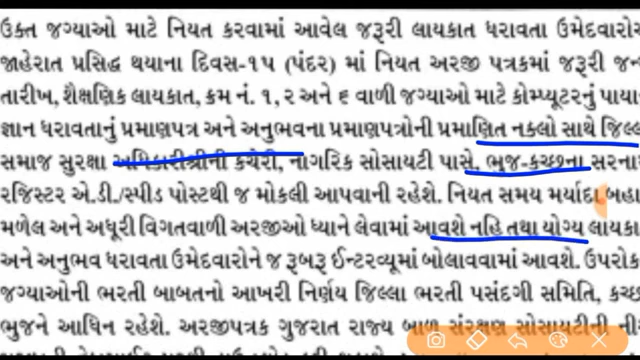 ઉક્ત જગ્યાઓ માટે નિયત કરવામાં આવેલ જરૂરી લાયકાત ધરાવતા ઉમેદવારોએ
જાહેરાત પ્રસિદ્ધ થયાના દિવસ-૧૫ (પંદર) માં નિયત અરજી પત્રકમાં જરૂરી જન્
તારીખ, શૈક્ષણિક લાયકાત, ક્રમ નં. ૧, ૨ અને ૬ વાળી જગ્યાઓ માટે કોમ્પ્યૂટરનું પાયા
જ્ઞાન ધરાવતાનું પ્રમાણપત્ર અને અનુભવના પ્રમાણપત્રોની પ્રમાણિત નકલો સાથે જિલ્
સમાજ સુરક્ષા અધિકારીશ્રીની કચેરી, નાગરિક સોસાયટી પાસે, ભુજ-કચ્છના સરના
રજિસ્ટર એ.ડી./સ્પીડ પોસ્ટથી જ મોકલી આપવાની રહેશે. નિયત સમય મર્યાદા બહા
મળેલ અને અધૂરી વિગતવાળી અરજીઓ ધ્યાને લેવામાં આવશે નહિ તથા યોગ્ય લાયકા
અને અનુભવ ધરાવતા ઉમેદવારોને જ રૂબરૂ ઈન્ટરવ્યૂમાં બોલાવવામાં આવશે. ઉપરોક
જગ્યાઓની ભરતી બાબતનો આખરી નિર્ણય જિલ્લા ભરતી પસંદગી સમિતિ, કચ્છ
ભુજને આધિન રહેશે. અરજીપત્રક ગુજરાત રાજ્ય બાળ સંરક્ષણ સોસાયટીની ની